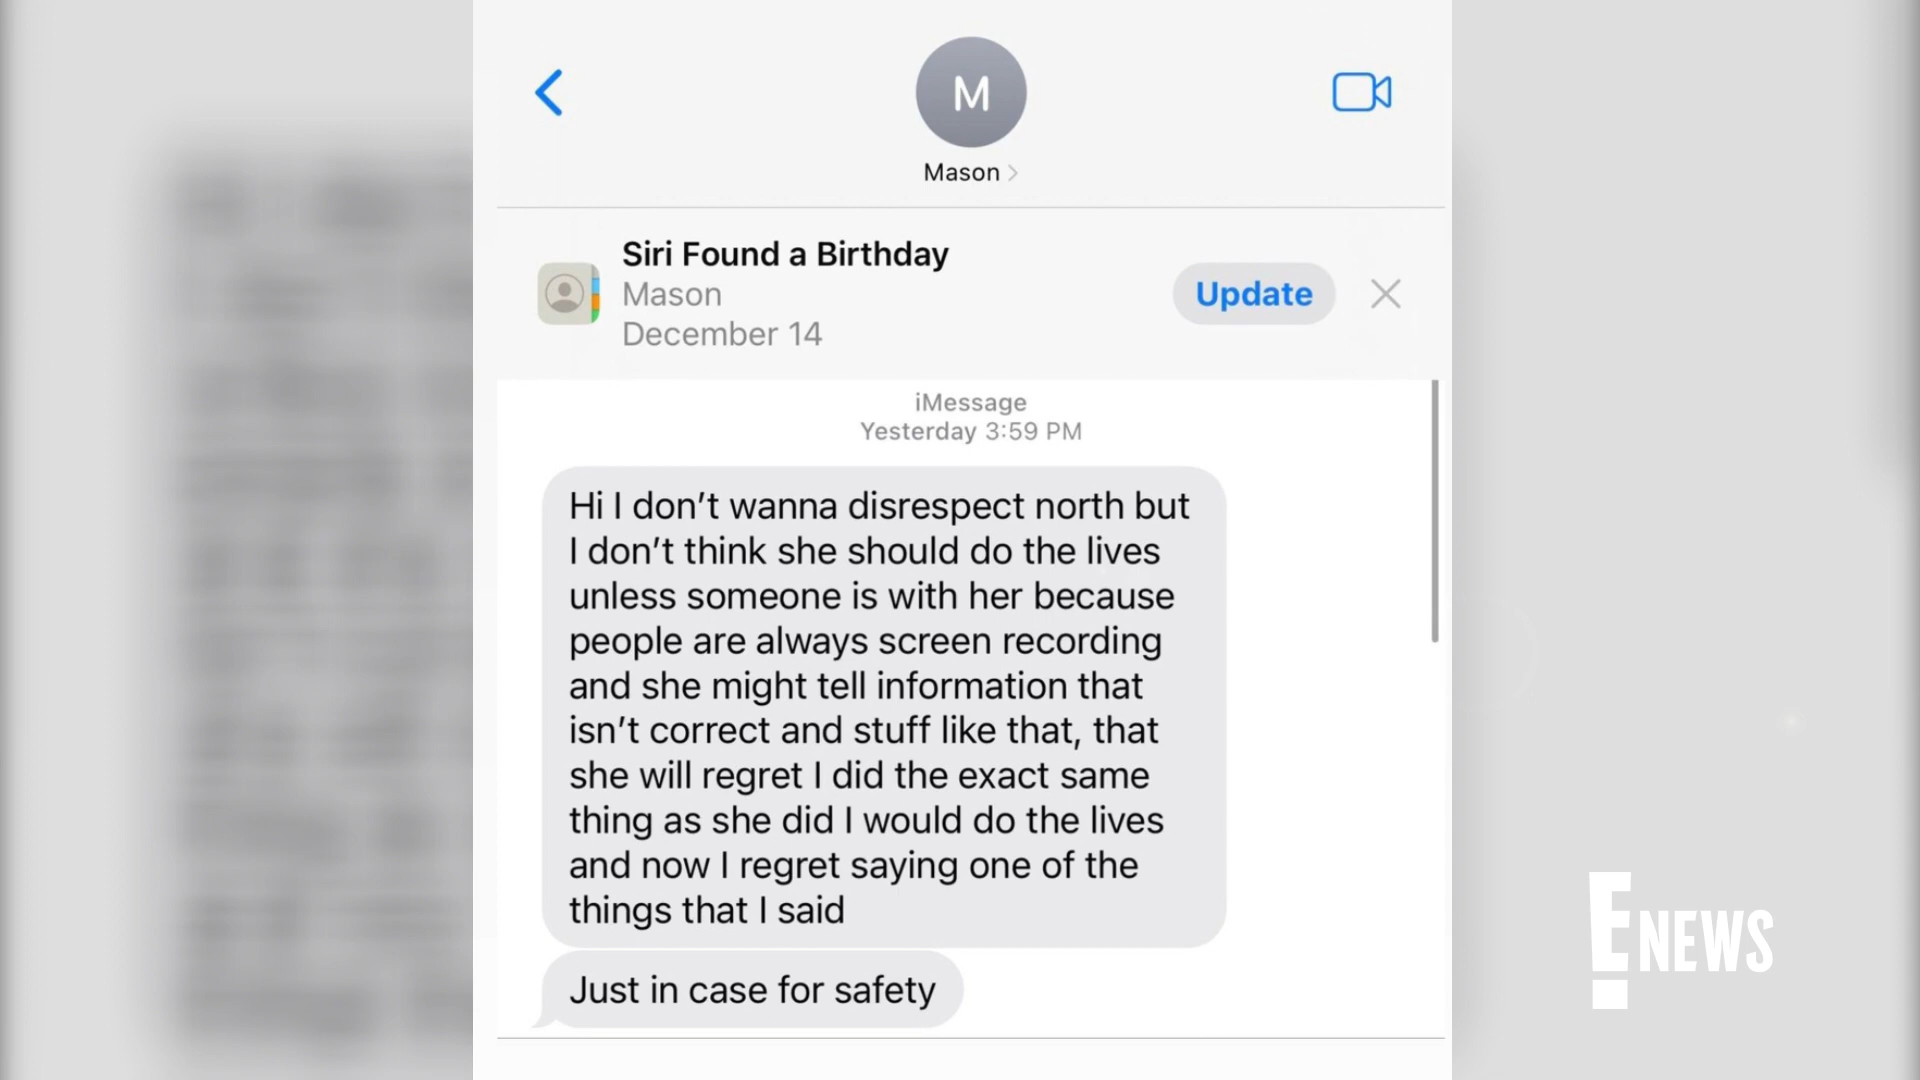 M
Mason
Siri Found a Birthday
Mason
December 14
Update
iMessage
Yesterday 3:59 PM
Hi I don’t wanna disrespect north but
I don’t think she should do the lives
unless someone is with her because
people are always screen recording
and she might tell information that
isn’t correct and stuff like that, that
she will regret I did the exact same
thing as she did I would do the lives
and now I regret saying one of the
things that I said
Just in case for safety
E NEWS